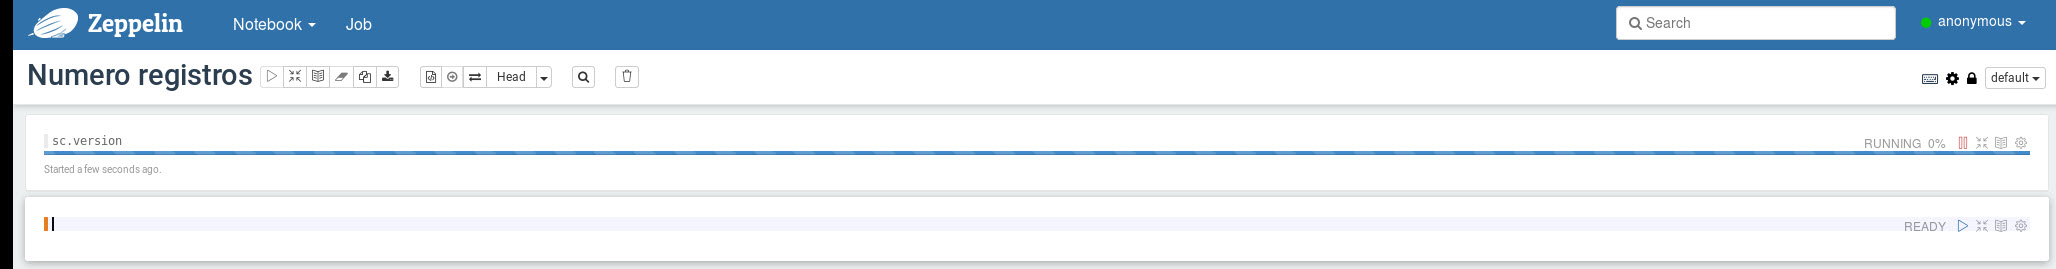 Zeppelin Notebook Job Search anonymous
Numero registros Head default
sc.version RUNNING 0%
Started a few seconds ago.
READY